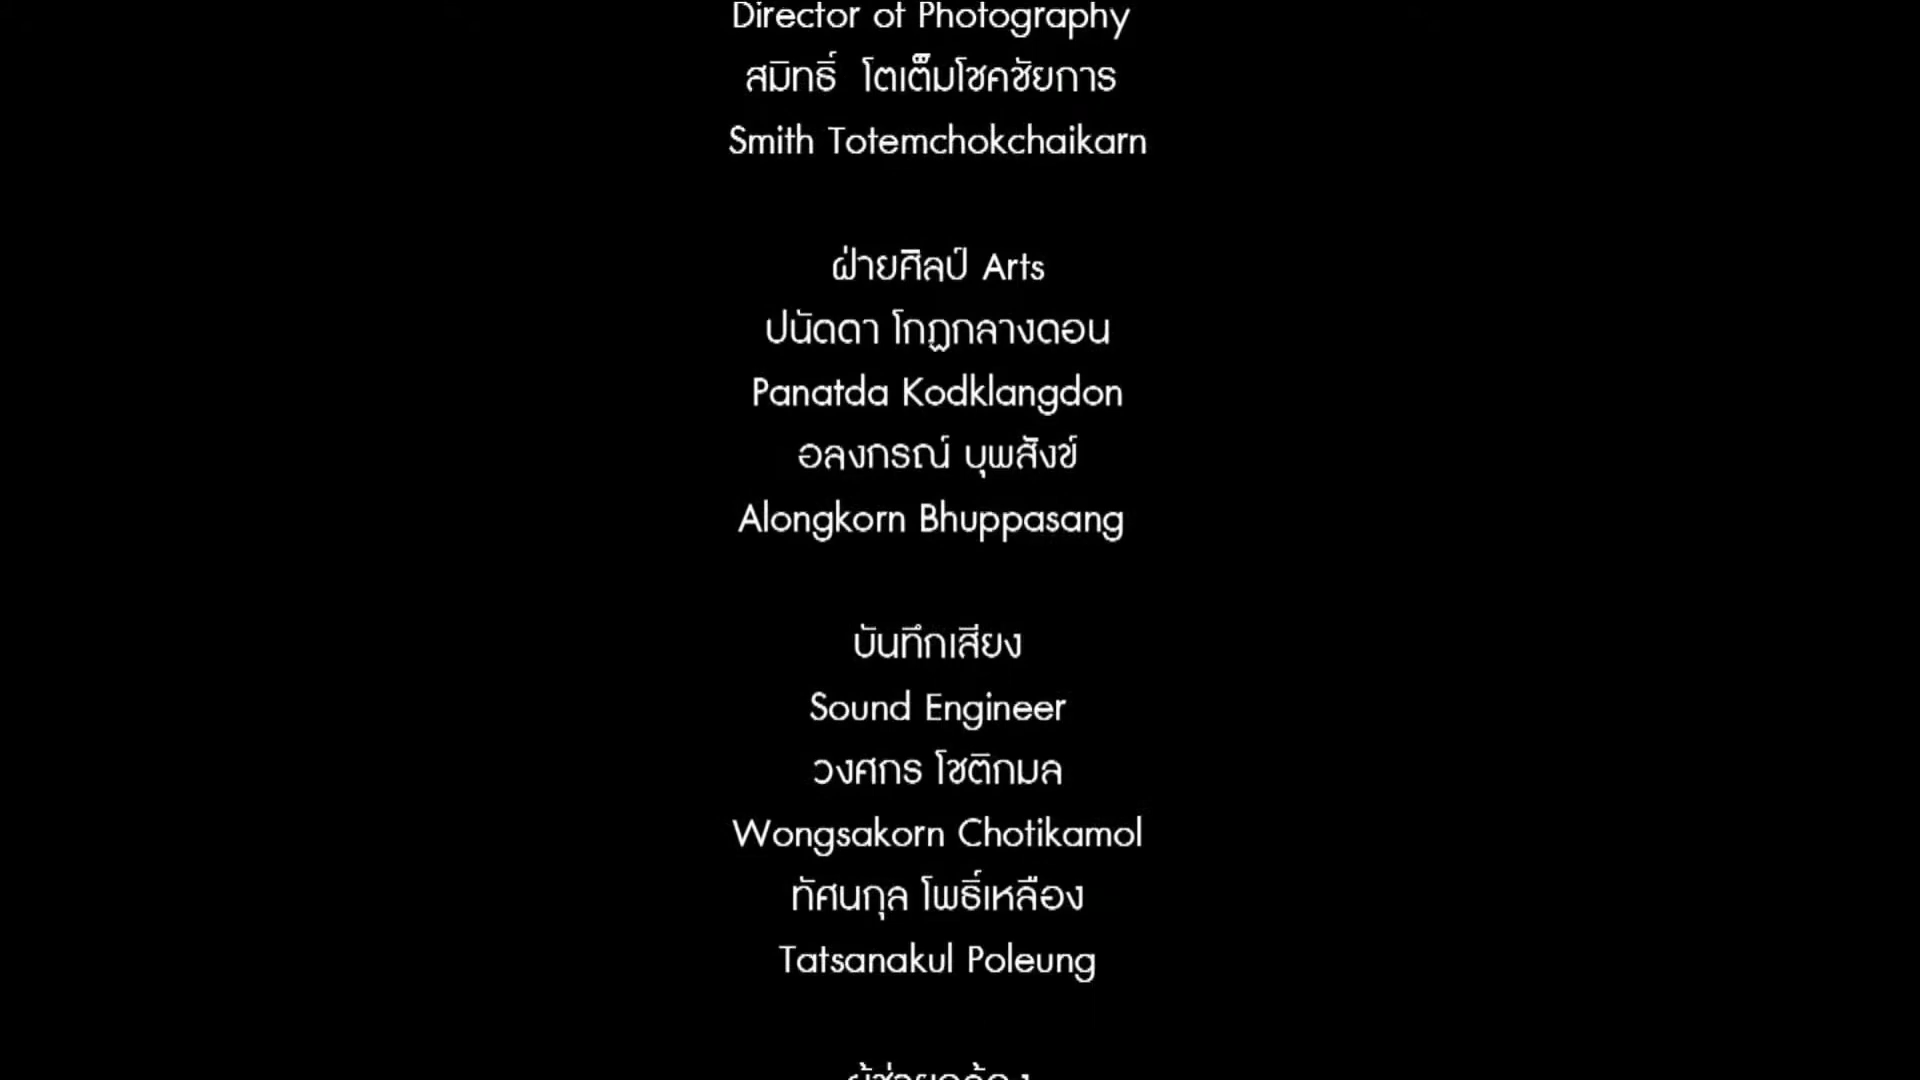 Director of Photography
สมิทธิ์ โตเต็มโชคชัยการ
Smith Totemchokchaikarn
ฝ่ายศิลป์ Arts
ปนัดดา โกฏกลางดอน
Panatda Kodklangdon
อลงกรณ์ บุพสังข์
Alongkorn Bhuppasang
บันทึกเสียง
Sound Engineer
วงศกร โชติกมล
Wongsakorn Chotikamol
ทัศนกุล โพธิ์เหลือง
Tatsanakul Poleung